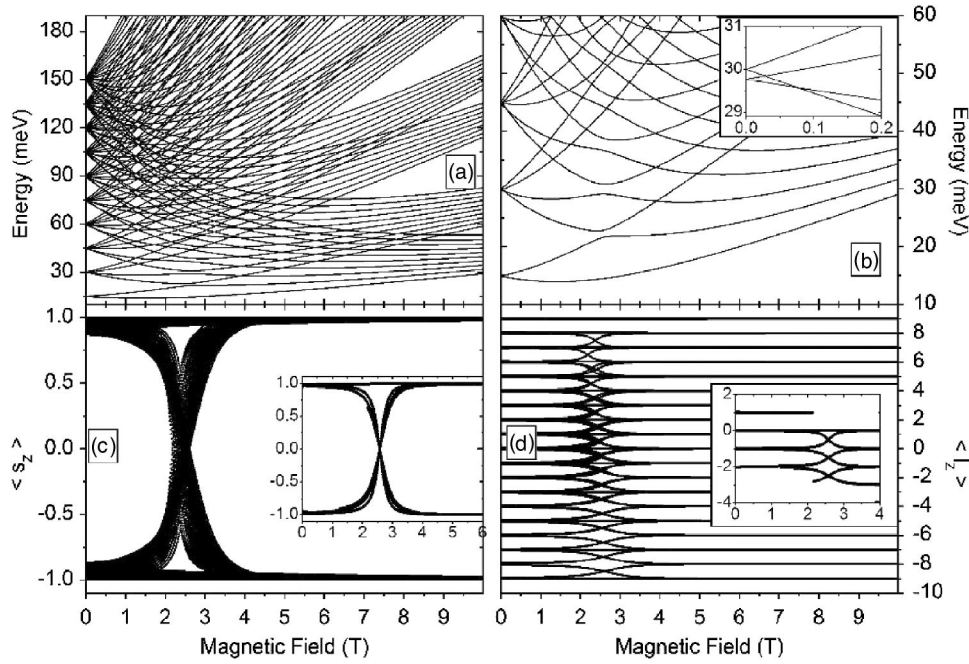 Energy (meV)
150
120
90
60
30
(a)
60
50
40
30
20
10
Energy (meV)
(b)
31
30
29
0.0 0.1 0.2
1.0
0.5
0.0
-0.5
-1.0
< s_z >
(c)
1.0
0.5
0.0
-0.5
-1.0
0 1 2 3 4 5 6
0 1 2 3 4 5 6 7 8 9
Magnetic Field (T)
8
6
4
2
0
-2
-4
-6
-8
-10
< l_z >
(d)
2
0
-2
-4
0 1 2 3 4
0 1 2 3 4 5 6 7 8 9
Magnetic Field (T)